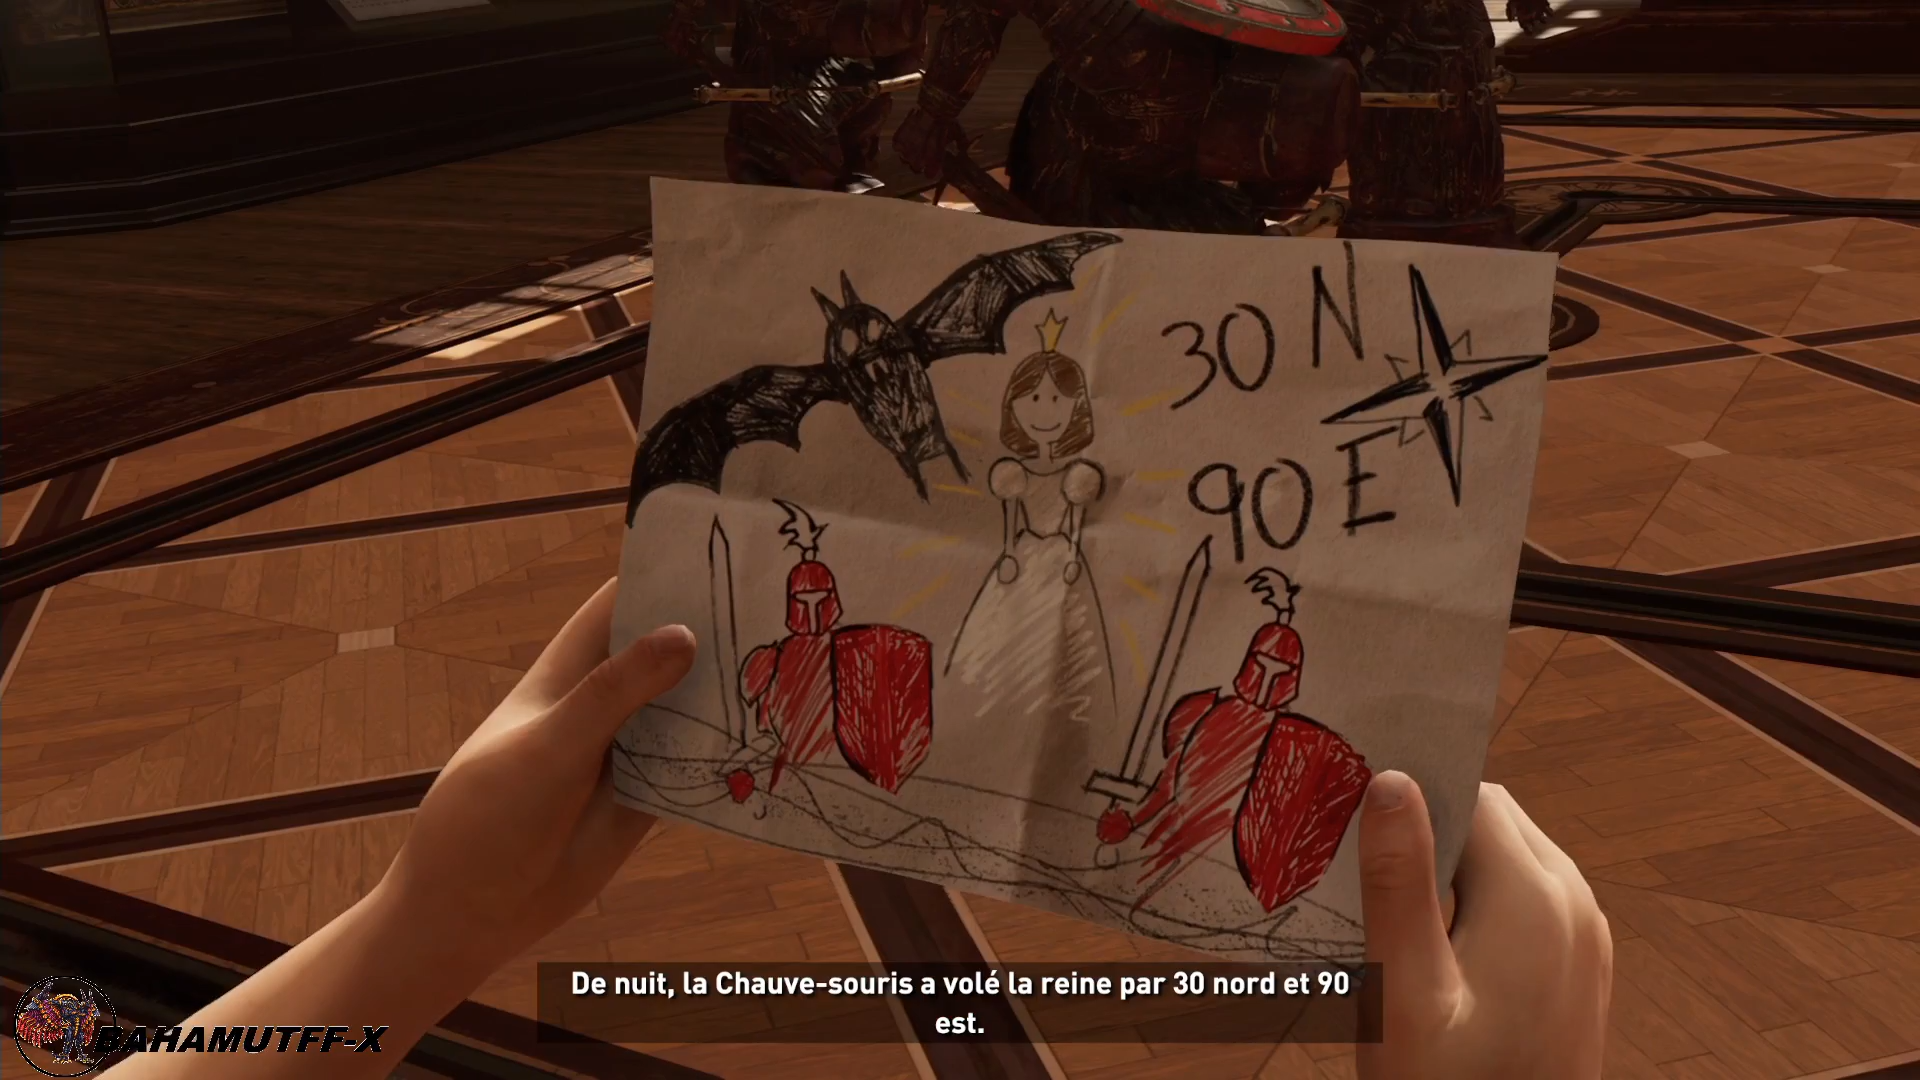 30 N
90 E
De nuit, la Chauve-souris a volé la reine par 30 nord et 90
est.
BAHAMUTFF-X